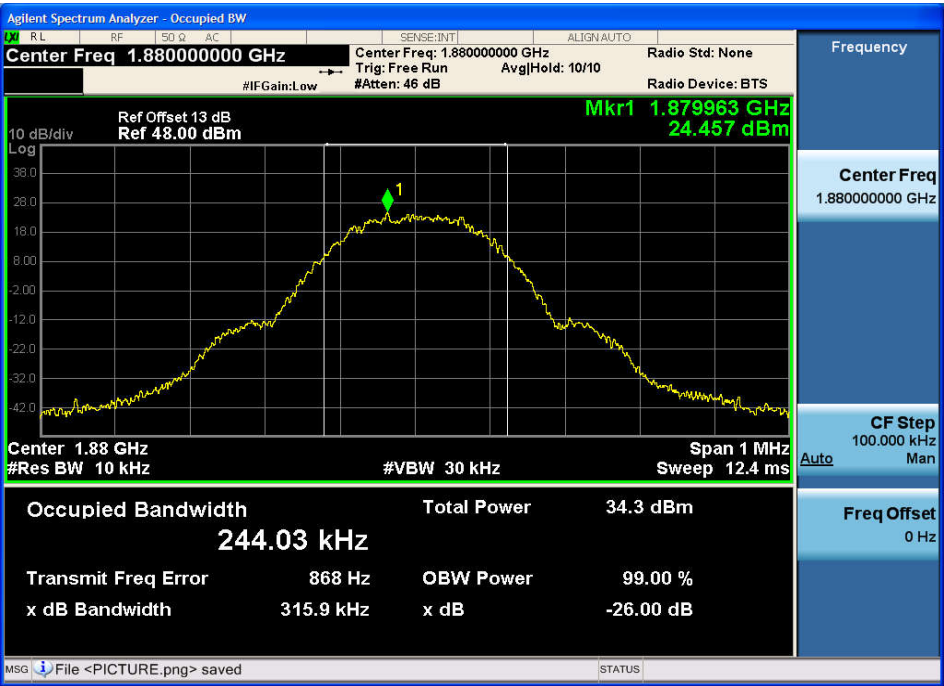 Agilent Spectrum Analyzer - Occupied BW
LXI RL RF 50 Ω AC SENSE:INT ALIGN AUTO
Center Freq 1.880000000 GHz
Center Freq: 1.880000000 GHz Radio Std: None
Trig: Free Run Avg|Hold: 10/10
#IFGain:Low #Atten: 46 dB Radio Device: BTS
Mkr1 1.879963 GHz
24.457 dBm
Ref Offset 13 dB
10 dB/div Ref 48.00 dBm
Log
38.0
28.0
18.0
8.00
-2.00
-12.0
-22.0
-32.0
-42.0
1
Center 1.88 GHz Span 1 MHz
#Res BW 10 kHz #VBW 30 kHz Sweep 12.4 ms
Occupied Bandwidth Total Power 34.3 dBm
244.03 kHz
Transmit Freq Error 868 Hz OBW Power 99.00 %
x dB Bandwidth 315.9 kHz x dB -26.00 dB
MSG File <PICTURE.png> saved STATUS
Frequency
Center Freq
1.880000000 GHz
CF Step
100.000 kHz
Auto Man
Freq Offset
0 Hz